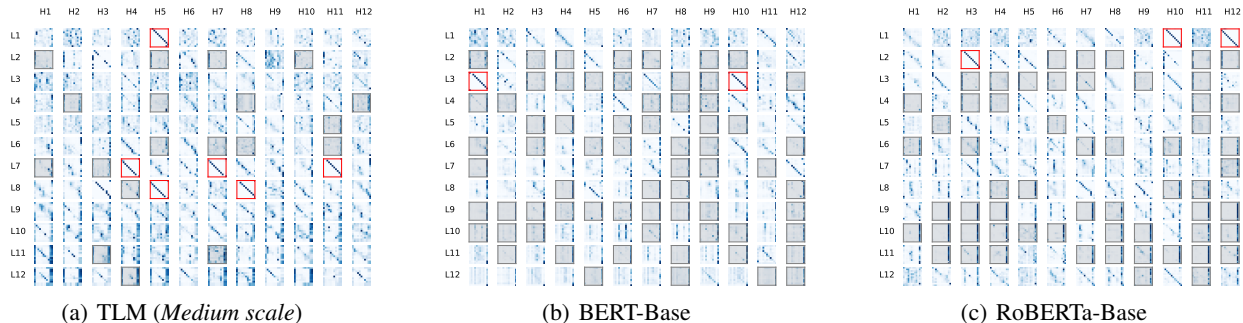 H1 H2 H3 H4 H5 H6 H7 H8 H9 H10 H11 H12
L1
L2
L3
L4
L5
L6
L7
L8
L9
L10
L11
L12
(a) TLM (Medium scale)
H1 H2 H3 H4 H5 H6 H7 H8 H9 H10 H11 H12
L1
L2
L3
L4
L5
L6
L7
L8
L9
L10
L11
L12
(b) BERT-Base
H1 H2 H3 H4 H5 H6 H7 H8 H9 H10 H11 H12
L1
L2
L3
L4
L5
L6
L7
L8
L9
L10
L11
L12
(c) RoBERTa-Base